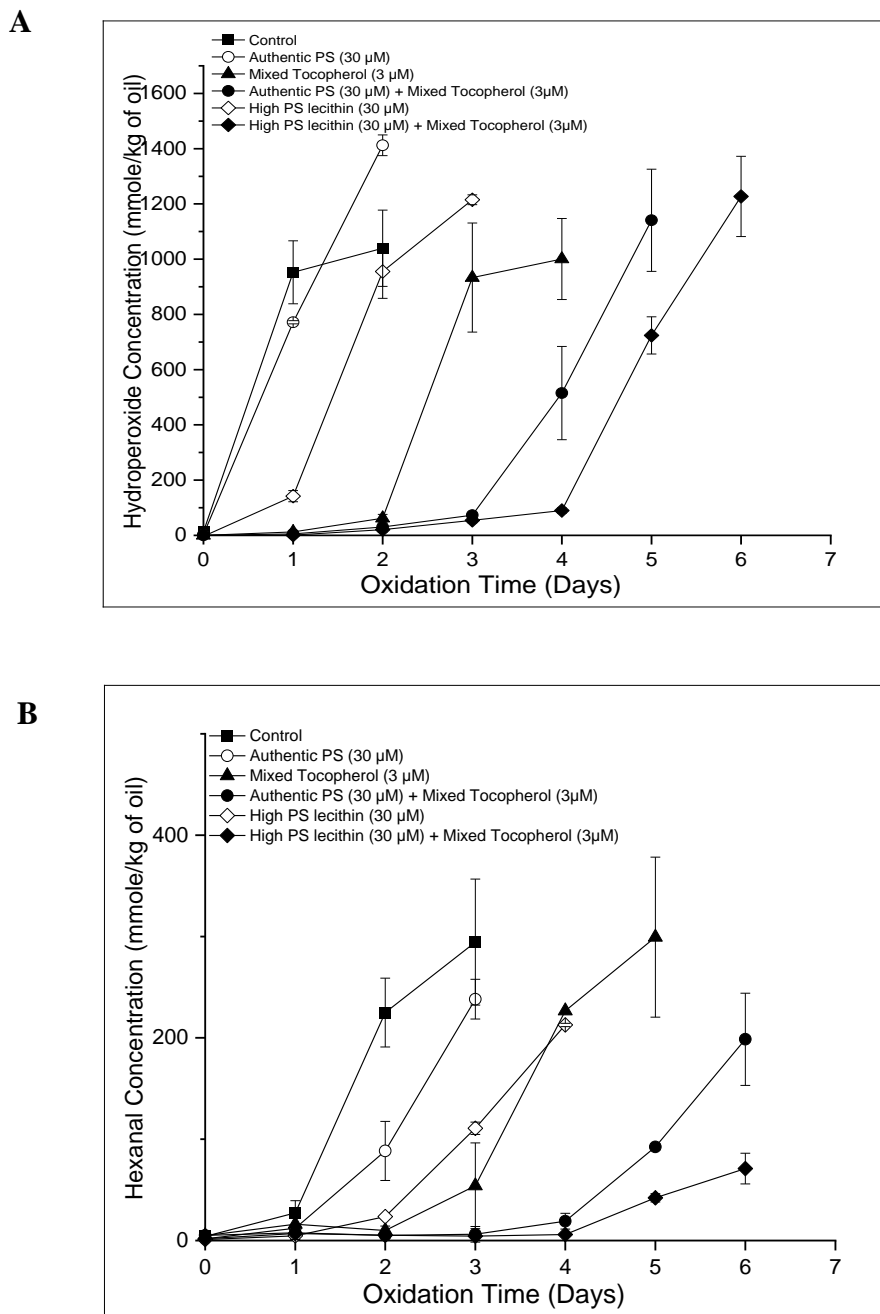 A
Control
Authentic PS (30 µM)
Mixed Tocopherol (3 µM)
Authentic PS (30 µM) + Mixed Tocopherol (3µM)
High PS lecithin (30 µM)
High PS lecithin (30 µM) + Mixed Tocopherol (3µM)
Hydroperoxide Concentration (mmole/kg of oil)
1600
1400
1200
1000
800
600
400
200
0
0 1 2 3 4 5 6 7
Oxidation Time (Days)
B
Control
Authentic PS (30 µM)
Mixed Tocopherol (3 µM)
Authentic PS (30 µM) + Mixed Tocopherol (3µM)
High PS lecithin (30 µM)
High PS lecithin (30 µM) + Mixed Tocopherol (3µM)
Hexanal Concentration (mmole/kg of oil)
400
200
0
0 1 2 3 4 5 6 7
Oxidation Time (Days)